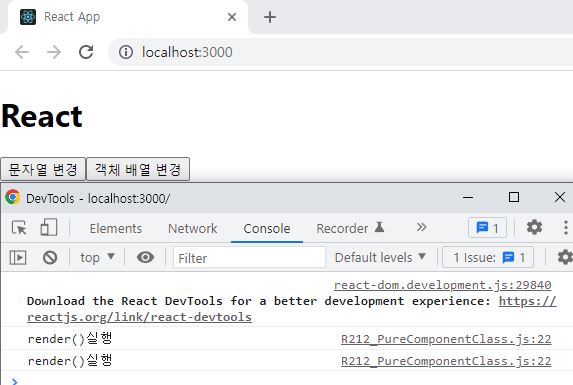 React App
localhost:3000
React
문자열 변경 객체 배열 변경
DevTools - localhost:3000/
Elements Network Console Recorder 1
top Filter Default levels 1 Issue: 1
react-dom.development.js:29840
Download the React DevTools for a better development experience: https://
reactjs.org/link/react-devtools
render()실행 R212_PureComponentClass.js:22
render()실행 R212_PureComponentClass.js:22